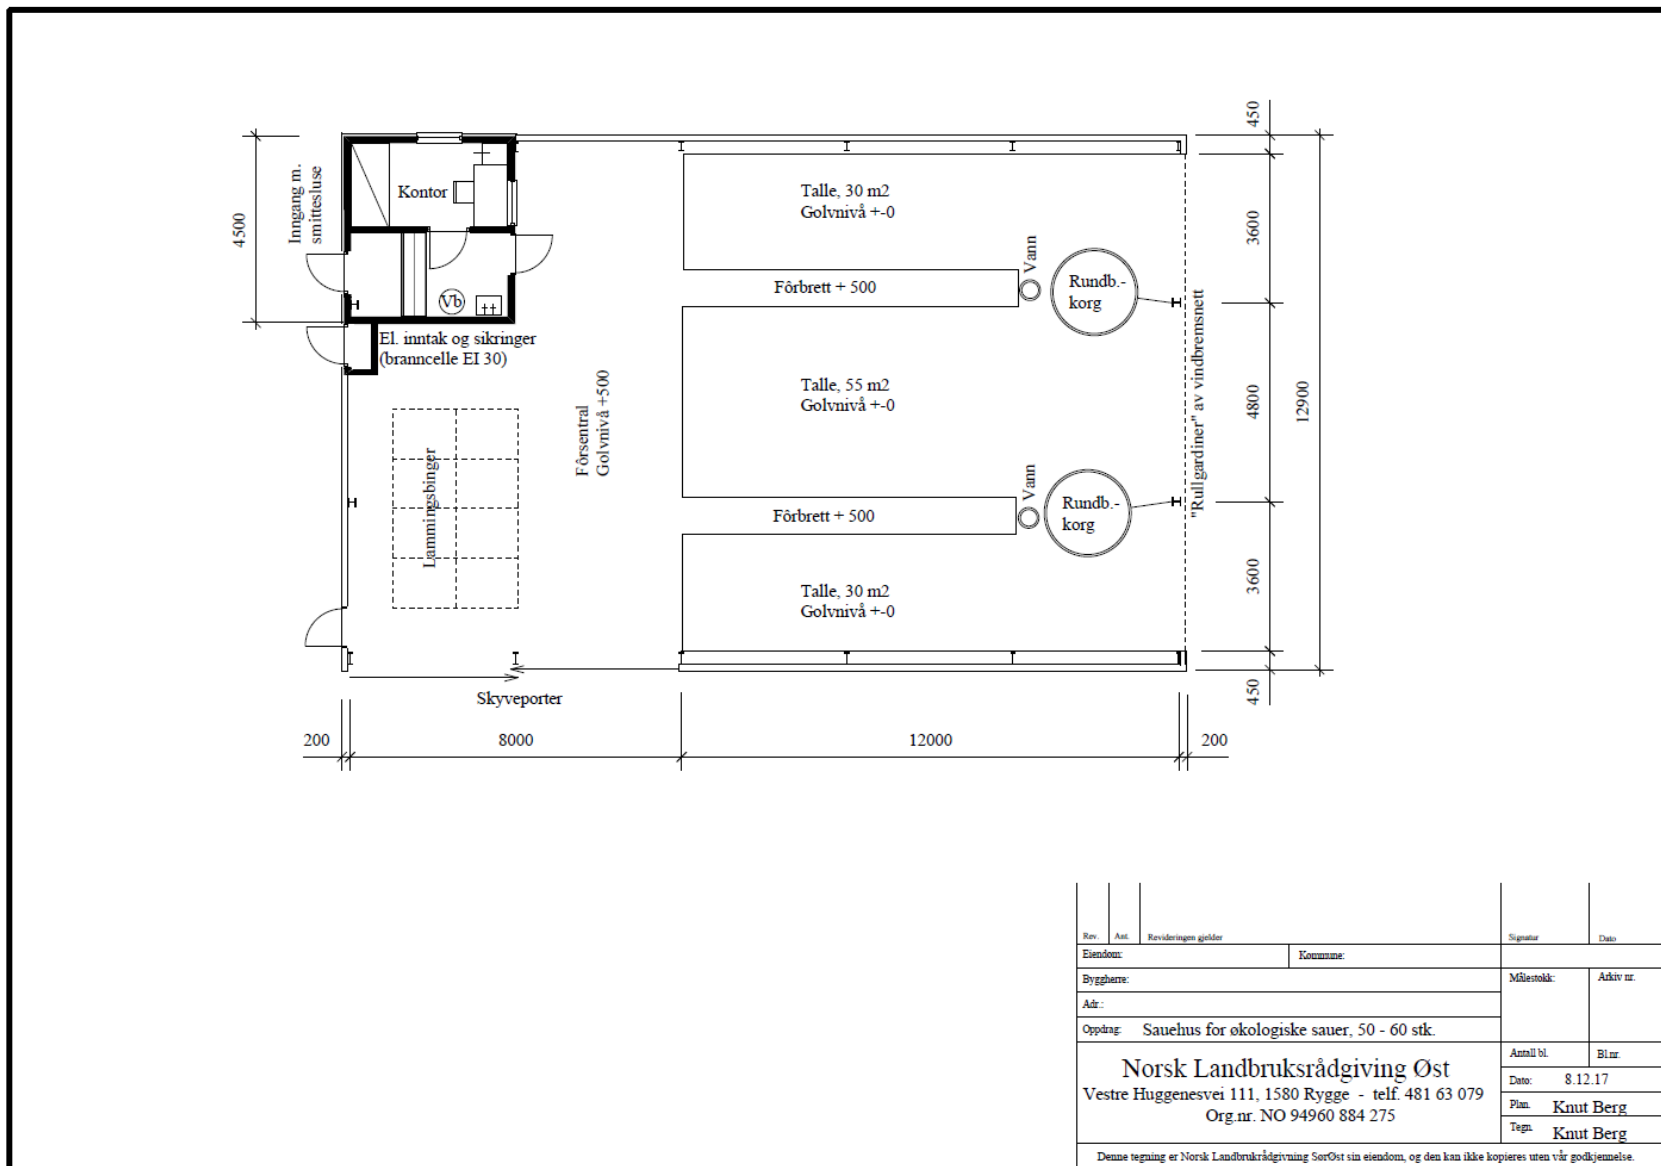 450
4500
Inngang m.
smittesluse
Kontor
Vb
El. inntak og sikringer
(branncelle EI 30)
Talle, 30 m2
Golvnivå +-0
Fôrbrett + 500
Vann
Rundb.-
korg
3600
Talle, 55 m2
Golvnivå +-0
Fôrsentral
Golvnivå +500
Lammingsbinger
"Rullgardiner" av vindbremsnett
4800
12900
Fôrbrett + 500
Vann
Rundb.-
korg
Talle, 30 m2
Golvnivå +-0
3600
450
Skyveporter
200
8000
12000
200
Rev.
Ant.
Revideringen gjelder
Signatur
Dato
Eiendom:
Kommune:
Byggherre:
Målestokk:
Arkiv nr.
Adr.:
Oppdrag: Sauehus for økologiske sauer, 50 - 60 stk.
Norsk Landbruksrådgiving Øst
Vestre Huggenesvei 111, 1580 Rygge - telf. 481 63 079
Org.nr. NO 94960 884 275
Antall bl.
Bl.nr.
Dato: 8.12.17
Plan. Knut Berg
Tegn. Knut Berg
Denne tegning er Norsk Landbrukrådgivning SørØst sin eiendom, og den kan ikke kopieres uten vår godkjennelse.